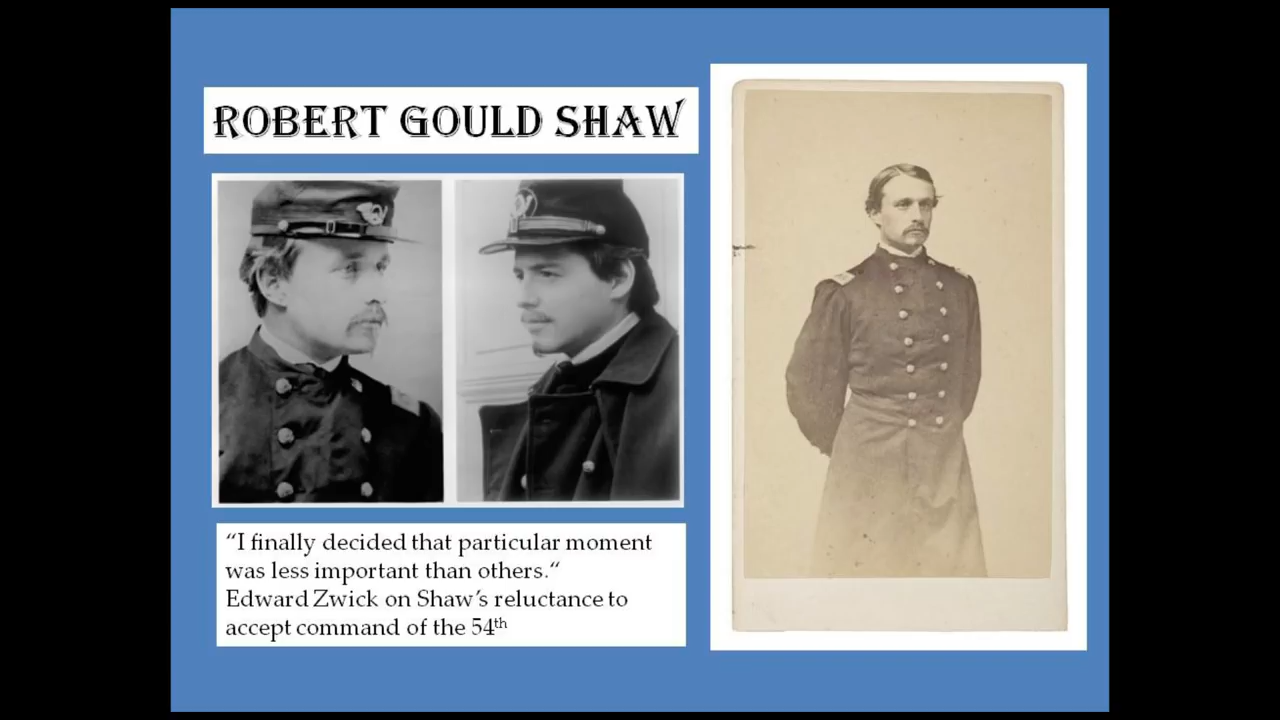 ROBERT GOULD SHAW
“I finally decided that particular moment
was less important than others.“
Edward Zwick on Shaw’s reluctance to
accept command of the 54th